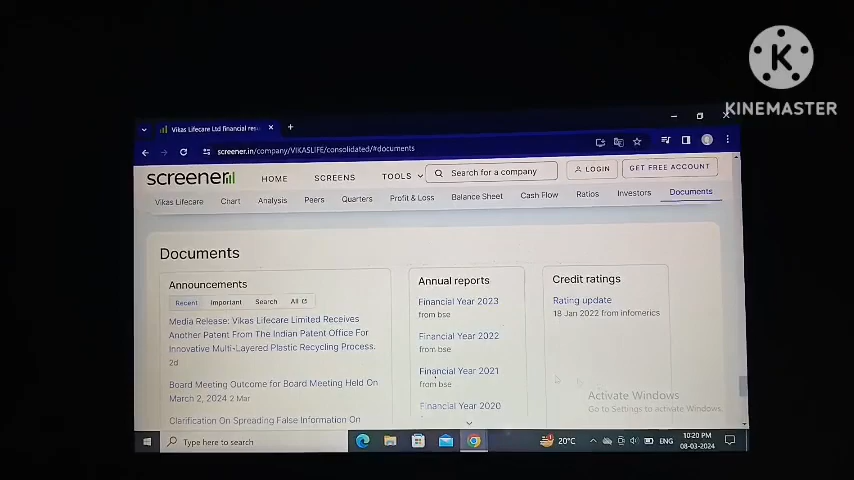 K
KINEMASTER
Vikas Lifecare Ltd financial res
screener.in/company/VIKASLIFE/consolidated/#documents
screener
HOME
SCREENS
TOOLS
Search for a company
LOGIN
GET FREE ACCOUNT
Vikas Lifecare
Chart
Analysis
Peers
Quarters
Profit & Loss
Balance Sheet
Cash Flow
Ratios
Investors
Documents
Documents
Announcements
Recent
Important
Search
All
Media Release: Vikas Lifecare Limited Receives
Another Patent From The Indian Patent Office For
Innovative Multi-Layered Plastic Recycling Process.
2d
Board Meeting Outcome for Board Meeting Held On
March 2, 2024 2 Mar
Clarification On Spreading False Information On
Annual reports
Financial Year 2023
from bse
Financial Year 2022
from bse
Financial Year 2021
from bse
Financial Year 2020
Credit ratings
Rating update
18 Jan 2022 from infomerics
Activate Windows
Go to Settings to activate Windows.
Type here to search
20°C
ENG
10:20 PM
08-03-2024